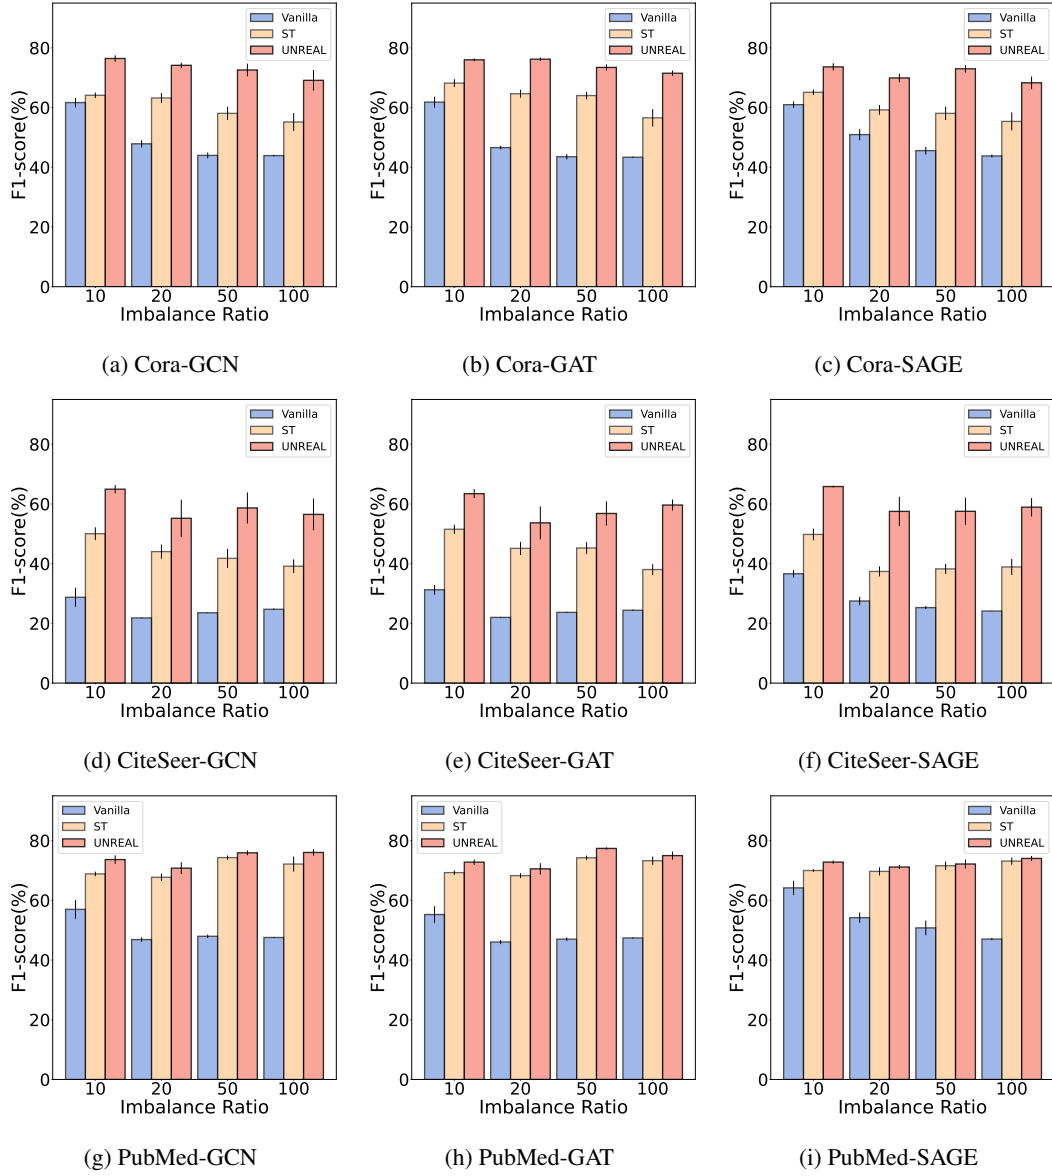 Vanilla
ST
UNREAL
F1-score(%)
80
60
40
20
0
10 20 50 100
Imbalance Ratio
(a) Cora-GCN
Vanilla
ST
UNREAL
F1-score(%)
80
60
40
20
0
10 20 50 100
Imbalance Ratio
(b) Cora-GAT
Vanilla
ST
UNREAL
F1-score(%)
80
60
40
20
0
10 20 50 100
Imbalance Ratio
(c) Cora-SAGE
Vanilla
ST
UNREAL
F1-score(%)
80
60
40
20
0
10 20 50 100
Imbalance Ratio
(d) CiteSeer-GCN
Vanilla
ST
UNREAL
F1-score(%)
80
60
40
20
0
10 20 50 100
Imbalance Ratio
(e) CiteSeer-GAT
Vanilla
ST
UNREAL
F1-score(%)
80
60
40
20
0
10 20 50 100
Imbalance Ratio
(f) CiteSeer-SAGE
Vanilla
ST
UNREAL
F1-score(%)
80
60
40
20
0
10 20 50 100
Imbalance Ratio
(g) PubMed-GCN
Vanilla
ST
UNREAL
F1-score(%)
80
60
40
20
0
10 20 50 100
Imbalance Ratio
(h) PubMed-GAT
Vanilla
ST
UNREAL
F1-score(%)
80
60
40
20
0
10 20 50 100
Imbalance Ratio
(i) PubMed-SAGE